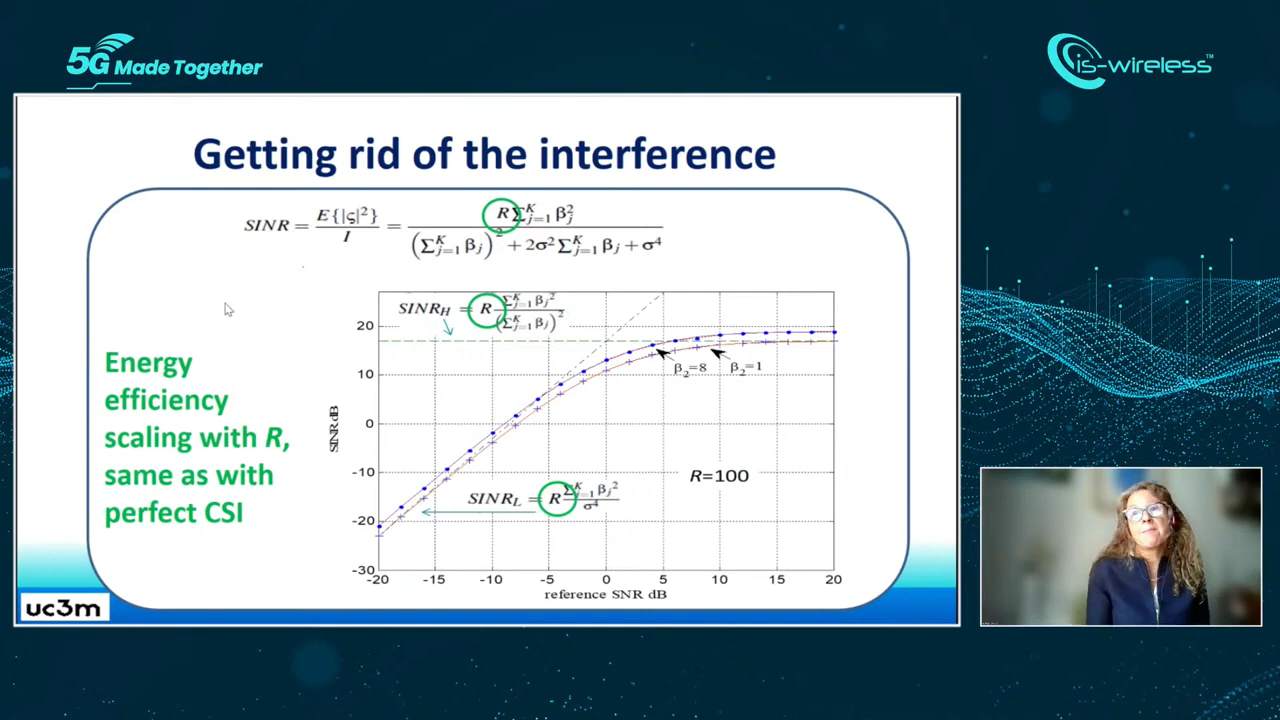 5G Made Together
is-wireless™
Getting rid of the interference
SINR = E{|ς|²} / I = R Σ_{j=1}^{K} β_j² / ((Σ_{j=1}^{K} β_j)² + 2σ² Σ_{j=1}^{K} β_j + σ⁴)
SINR_H = R Σ_{j=1}^{K} β_j² / (Σ_{j=1}^{K} β_j)²
Energy
efficiency
scaling with R,
same as with
perfect CSI
SINR dB
20
10
0
-10
-20
-30
β₂=8
β₂=1
R=100
SINR_L = R Σ_{j=1}^{K} β_j² / σ⁴
-20 -15 -10 -5 0 5 10 15 20
reference SNR dB
uc3m